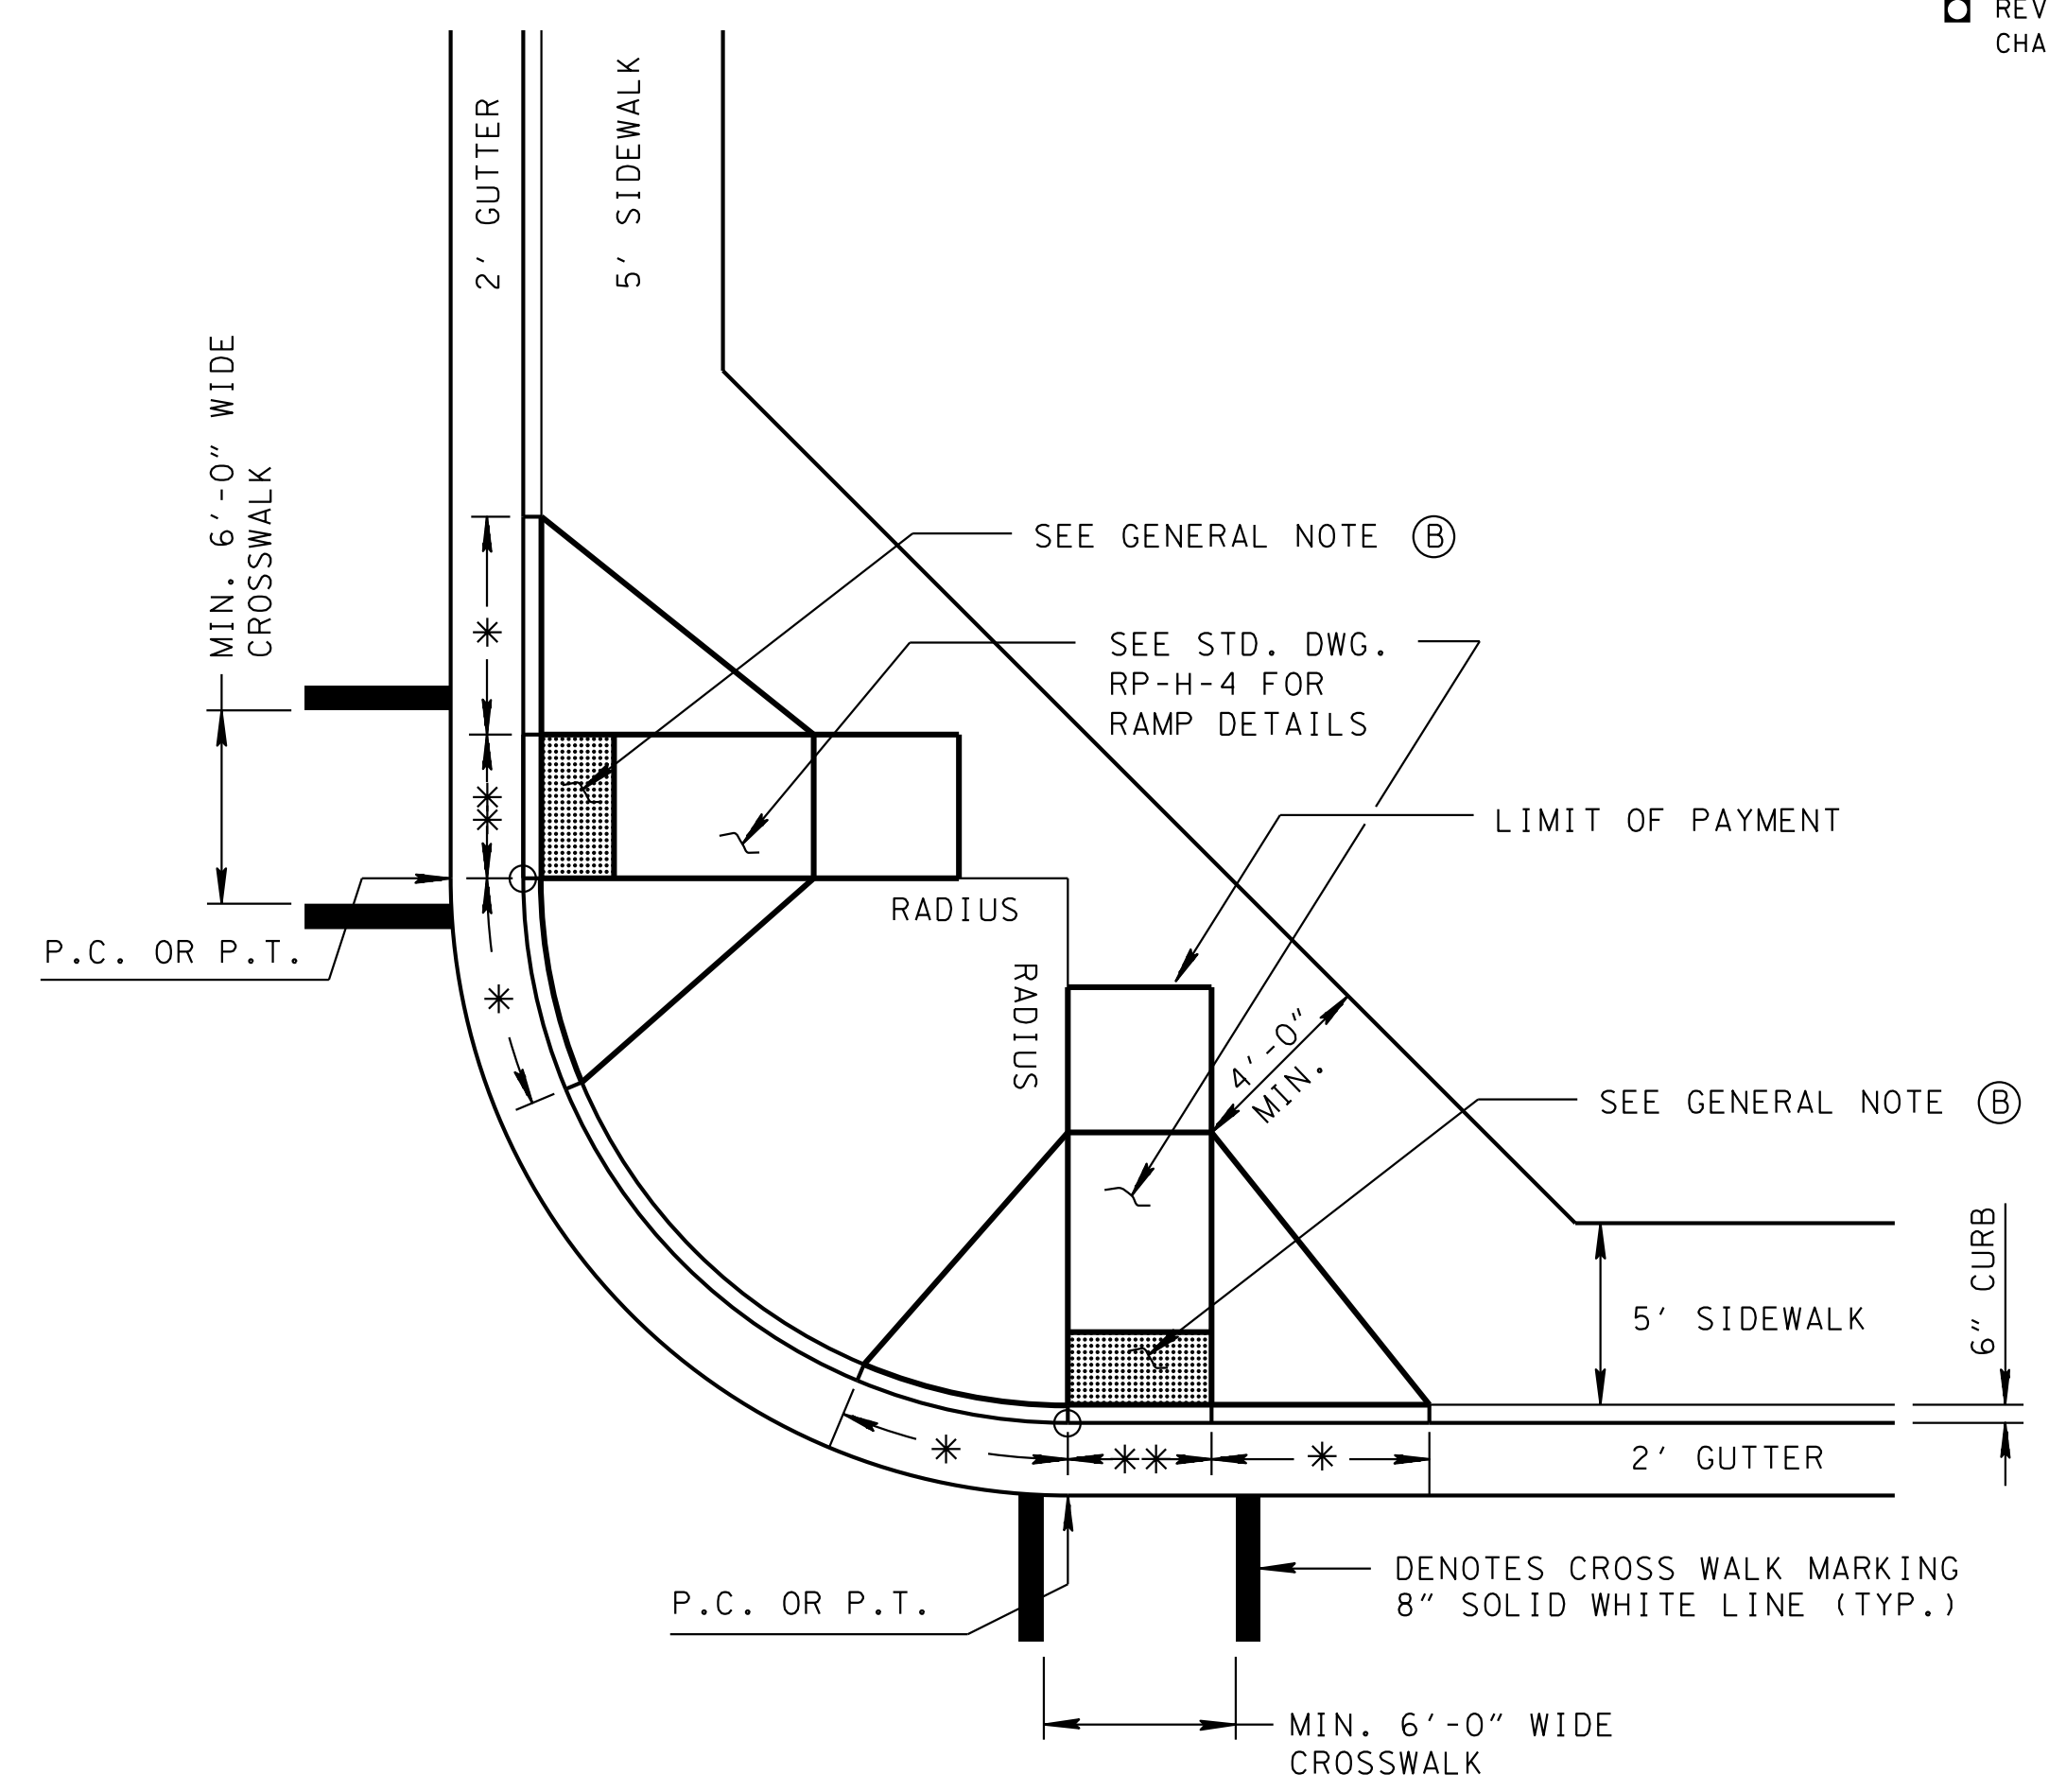 REV
CHA
2' GUTTER
5' SIDEWALK
MIN. 6'-0" WIDE
CROSSWALK
SEE GENERAL NOTE B
SEE STD. DWG.
RP-H-4 FOR
RAMP DETAILS
*
**
LIMIT OF PAYMENT
RADIUS
P.C. OR P.T.
*
RADIUS
4'-0"
MIN.
SEE GENERAL NOTE B
5' SIDEWALK
6" CURB
* ** *
2' GUTTER
DENOTES CROSS WALK MARKING
8" SOLID WHITE LINE (TYP.)
P.C. OR P.T.
MIN. 6'-0" WIDE
CROSSWALK